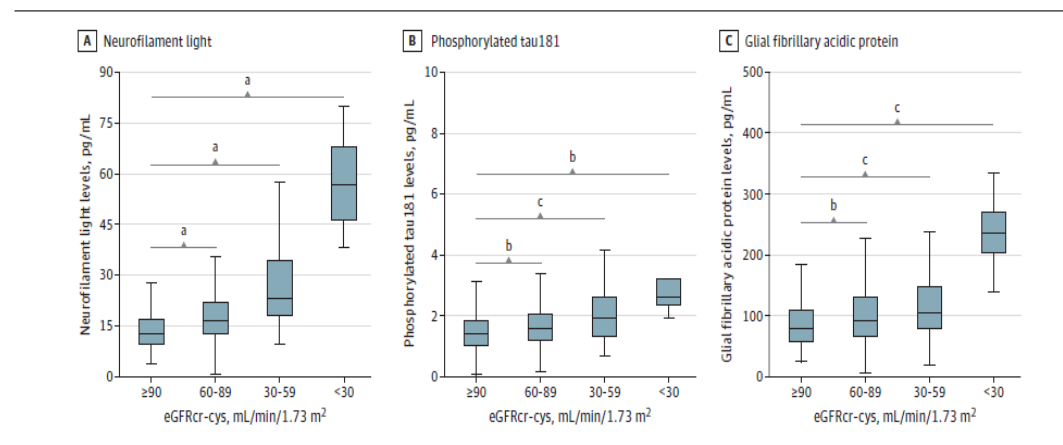 A Neurofilament light
90
75
60
45
30
15
0
Neurofilament light levels, pg/mL
a
a
a
≥90 60-89 30-59 <30
eGFRcr-cys, mL/min/1.73 m²
B Phosphorylated tau181
10
8
6
4
2
0
Phosphorylated tau181 levels, pg/mL
b
c
b
≥90 60-89 30-59 <30
eGFRcr-cys, mL/min/1.73 m²
C Glial fibrillary acidic protein
500
400
300
200
100
0
Glial fibrillary acidic protein levels, pg/mL
c
c
b
≥90 60-89 30-59 <30
eGFRcr-cys, mL/min/1.73 m²